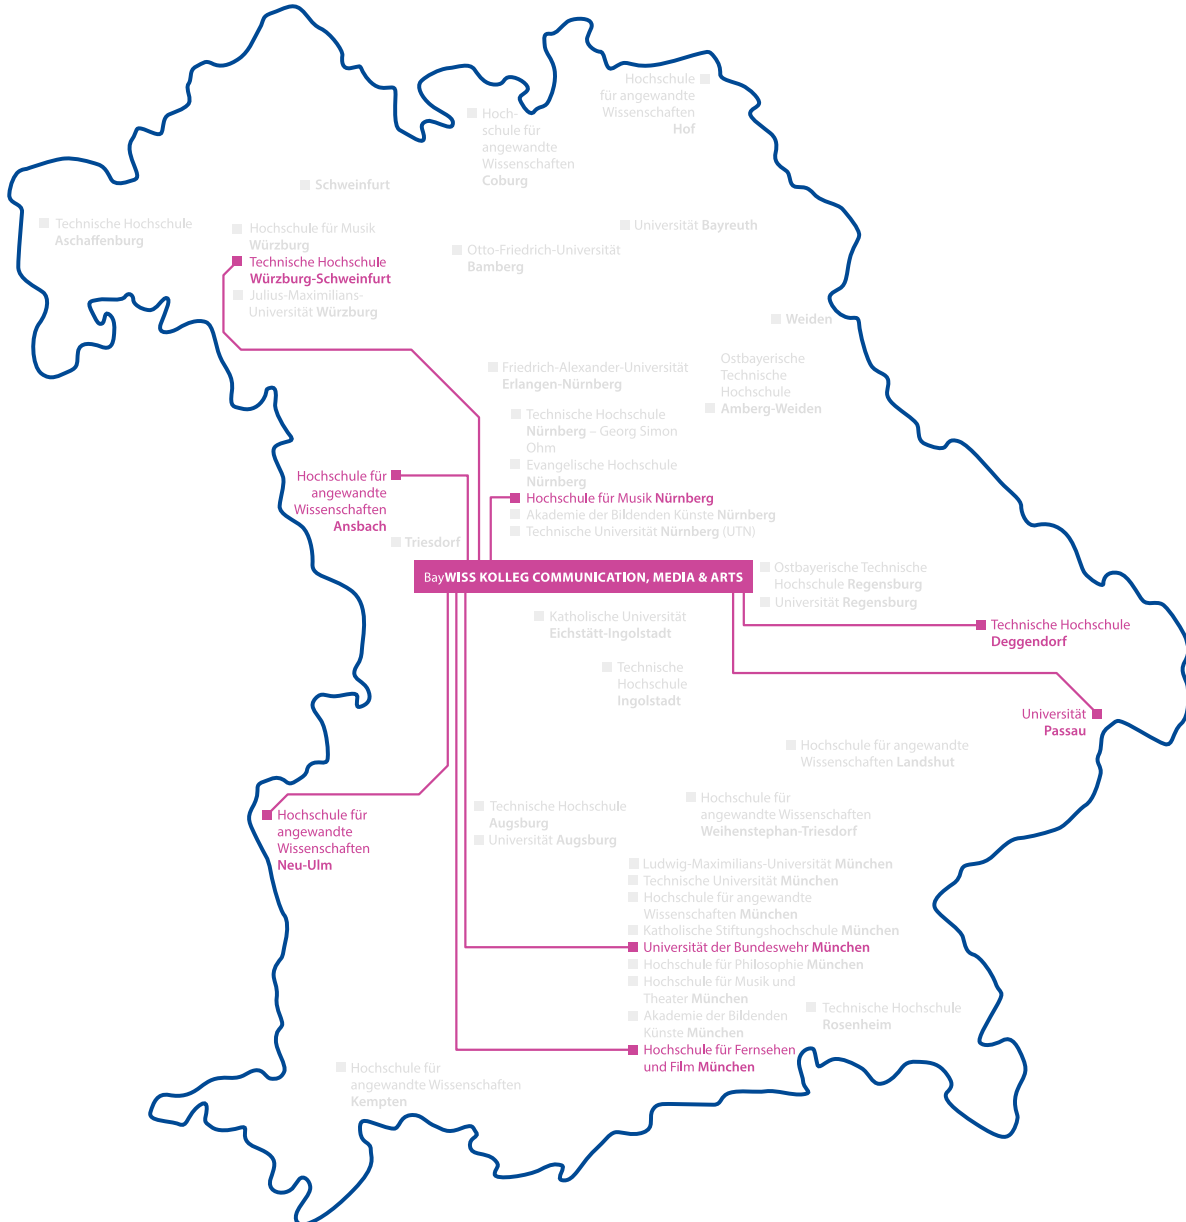 Hochschule
für angewandte
Wissenschaften
Hof
Hoch-
schule für
angewandte
Wissenschaften
Coburg
Schweinfurt
Technische Hochschule
Aschaffenburg
Hochschule für Musik
Würzburg
Technische Hochschule
Würzburg-Schweinfurt
Julius-Maximilians-
Universität Würzburg
Otto-Friedrich-Universität
Bamberg
Universität Bayreuth
Weiden
Ostbayerische
Technische
Hochschule
Amberg-Weiden
Friedrich-Alexander-Universität
Erlangen-Nürnberg
Technische Hochschule
Nürnberg – Georg Simon
Ohm
Evangelische Hochschule
Nürnberg
Hochschule für Musik Nürnberg
Akademie der Bildenden Künste Nürnberg
Technische Universität Nürnberg (UTN)
Hochschule für
angewandte
Wissenschaften
Ansbach
Triesdorf
BayWISS KOLLEG COMMUNICATION, MEDIA & ARTS
Ostbayerische Technische
Hochschule Regensburg
Universität Regensburg
Katholische Universität
Eichstätt-Ingolstadt
Technische Hochschule
Deggendorf
Technische
Hochschule
Ingolstadt
Universität
Passau
Hochschule für angewandte
Wissenschaften Landshut
Hochschule für
angewandte
Wissenschaften
Neu-Ulm
Technische Hochschule
Augsburg
Universität Augsburg
Hochschule für
angewandte Wissenschaften
Weihenstephan-Triesdorf
Ludwig-Maximilians-Universität München
Technische Universität München
Hochschule für angewandte
Wissenschaften München
Katholische Stiftungshochschule München
Universität der Bundeswehr München
Hochschule für Philosophie München
Hochschule für Musik und
Theater München
Akademie der Bildenden
Künste München
Hochschule für Fernsehen
und Film München
Technische Hochschule
Rosenheim
Hochschule für
angewandte Wissenschaften
Kempten